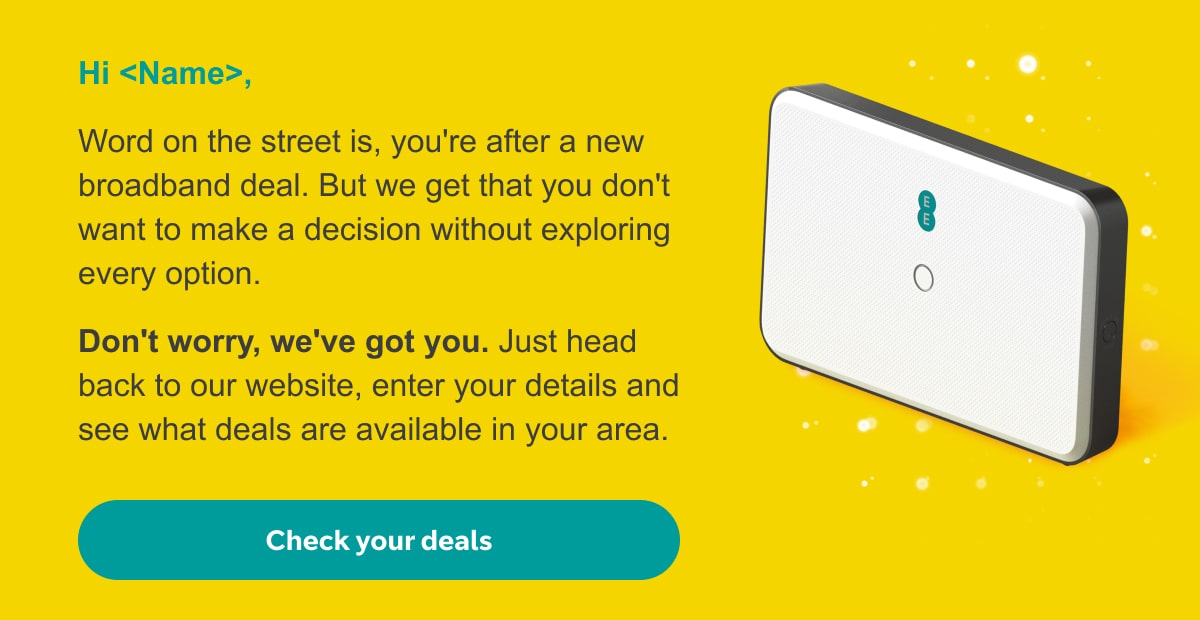 Hi <Name>,
Word on the street is, you're after a new
broadband deal. But we get that you don't
want to make a decision without exploring
every option.
Don't worry, we've got you. Just head
back to our website, enter your details and
see what deals are available in your area.
Check your deals
E
E